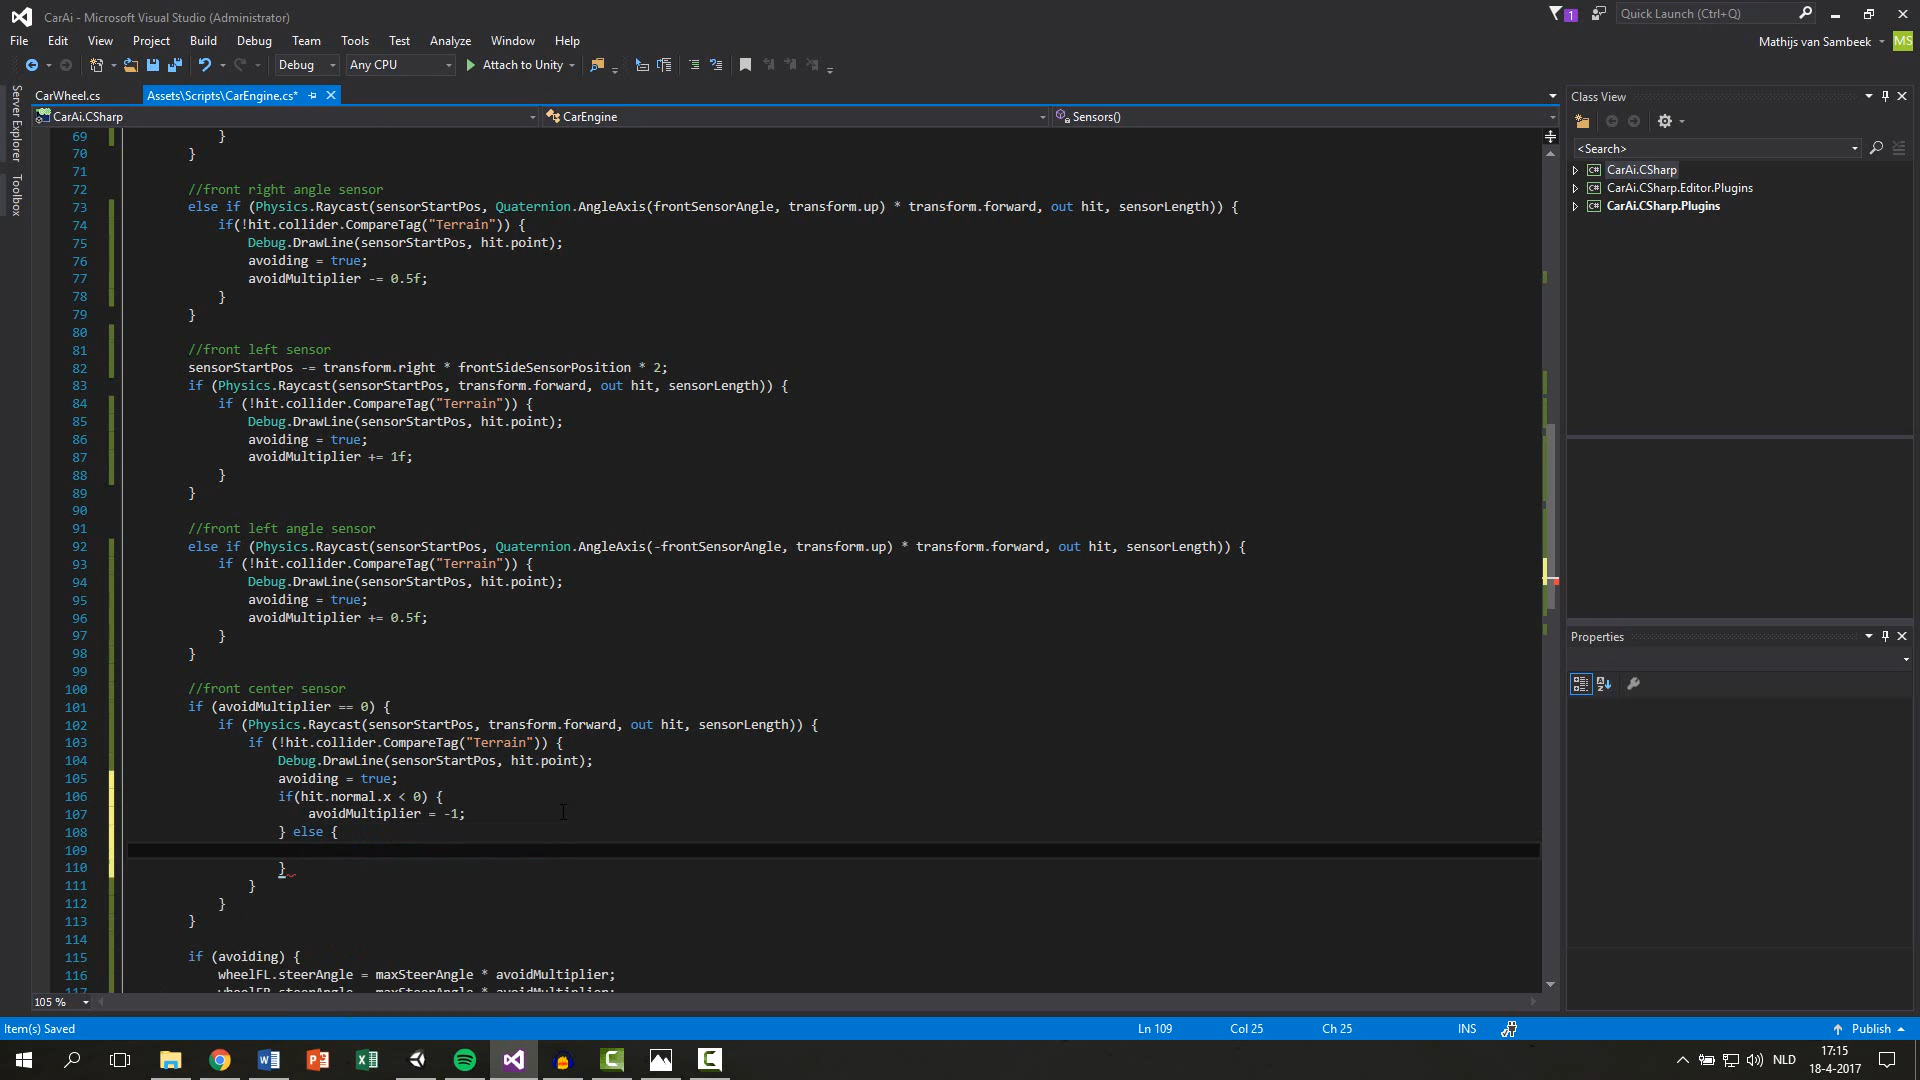 CarAi - Microsoft Visual Studio (Administrator)
1
Quick Launch (Ctrl+Q)
File Edit View Project Build Debug Team Tools Test Analyze Window Help
Mathijs van Sambeek
MS
Debug
Any CPU
Attach to Unity
Server Explorer
Toolbox
CarWheel.cs
Assets\Scripts\CarEngine.cs*
CarAi.CSharp
CarEngine
Sensors()
69 }
70 }
71
72 //front right angle sensor
73 else if (Physics.Raycast(sensorStartPos, Quaternion.AngleAxis(frontSensorAngle, transform.up) * transform.forward, out hit, sensorLength)) {
74 if(!hit.collider.CompareTag("Terrain")) {
75 Debug.DrawLine(sensorStartPos, hit.point);
76 avoiding = true;
77 avoidMultiplier -= 0.5f;
78 }
79 }
80
81 //front left sensor
82 sensorStartPos -= transform.right * frontSideSensorPosition * 2;
83 if (Physics.Raycast(sensorStartPos, transform.forward, out hit, sensorLength)) {
84 if (!hit.collider.CompareTag("Terrain")) {
85 Debug.DrawLine(sensorStartPos, hit.point);
86 avoiding = true;
87 avoidMultiplier += 1f;
88 }
89 }
90
91 //front left angle sensor
92 else if (Physics.Raycast(sensorStartPos, Quaternion.AngleAxis(-frontSensorAngle, transform.up) * transform.forward, out hit, sensorLength)) {
93 if (!hit.collider.CompareTag("Terrain")) {
94 Debug.DrawLine(sensorStartPos, hit.point);
95 avoiding = true;
96 avoidMultiplier += 0.5f;
97 }
98 }
99
100 //front center sensor
101 if (avoidMultiplier == 0) {
102 if (Physics.Raycast(sensorStartPos, transform.forward, out hit, sensorLength)) {
103 if (!hit.collider.CompareTag("Terrain")) {
104 Debug.DrawLine(sensorStartPos, hit.point);
105 avoiding = true;
106 if(hit.normal.x < 0) {
107 avoidMultiplier = -1;
108 } else {
109
110 }
111 }
112 }
113 }
114
115 if (avoiding) {
116 wheelFL.steerAngle = maxSteerAngle * avoidMultiplier;
117 wheelFR.steerAngle = maxSteerAngle * avoidMultiplier;
105 %
Class View
<Search>
CarAi.CSharp
CarAi.CSharp.Editor.Plugins
CarAi.CSharp.Plugins
Properties
Item(s) Saved
Ln 109
Col 25
Ch 25
INS
Publish
NLD
17:15
18-4-2017